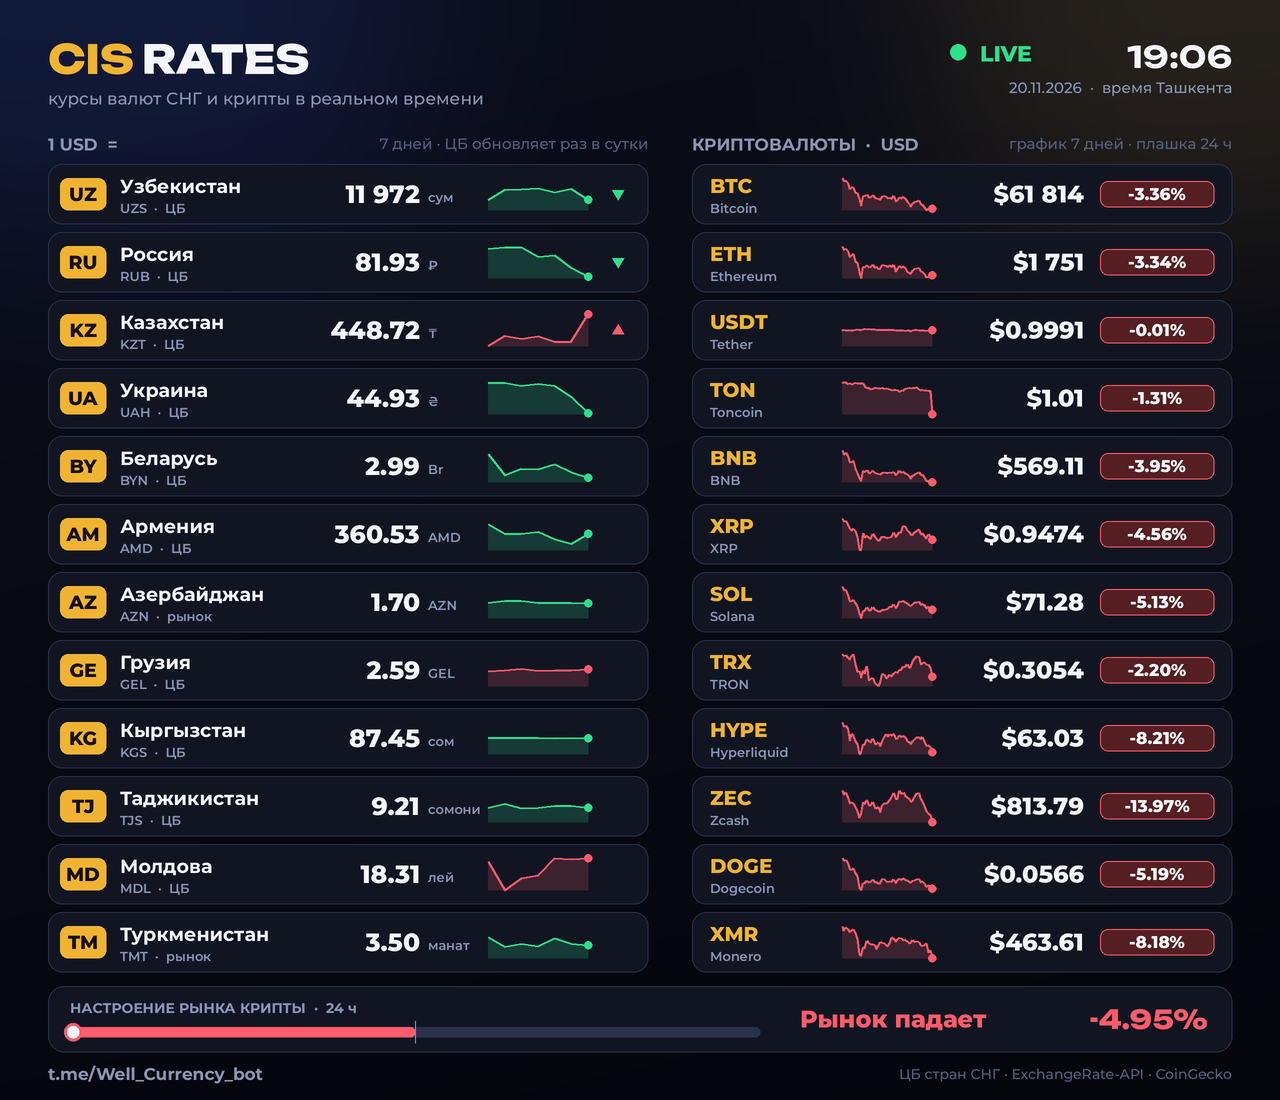 CIS RATES
курсы валют СНГ и крипты в реальном времени
LIVE 19:06
20.11.2026 · время Ташкента
1 USD =
7 дней · ЦБ обновляет раз в сутки
UZ Узбекистан 11 972 сум
UZS · ЦБ
RU Россия 81.93 ₽
RUB · ЦБ
KZ Казахстан 448.72 ₸
KZT · ЦБ
UA Украина 44.93 ₴
UAH · ЦБ
BY Беларусь 2.99 Br
BYN · ЦБ
AM Армения 360.53 AMD
AMD · ЦБ
AZ Азербайджан 1.70 AZN
AZN · рынок
GE Грузия 2.59 GEL
GEL · ЦБ
KG Кыргызстан 87.45 сом
KGS · ЦБ
TJ Таджикистан 9.21 сомони
TJS · ЦБ
MD Молдова 18.31 лей
MDL · ЦБ
TM Туркменистан 3.50 манат
TMT · рынок
КРИПТОВАЛЮТЫ · USD
график 7 дней · плашка 24 ч
BTC $61 814 -3.36%
Bitcoin
ETH $1 751 -3.34%
Ethereum
USDT $0.9991 -0.01%
Tether
TON $1.01 -1.31%
Toncoin
BNB $569.11 -3.95%
BNB
XRP $0.9474 -4.56%
XRP
SOL $71.28 -5.13%
Solana
TRX $0.3054 -2.20%
TRON
HYPE $63.03 -8.21%
Hyperliquid
ZEC $813.79 -13.97%
Zcash
DOGE $0.0566 -5.19%
Dogecoin
XMR $463.61 -8.18%
Monero
НАСТРОЕНИЕ РЫНКА КРИПТЫ · 24 ч
Рынок падает -4.95%
t.me/Well_Currency_bot
ЦБ стран СНГ · ExchangeRate-API · CoinGecko